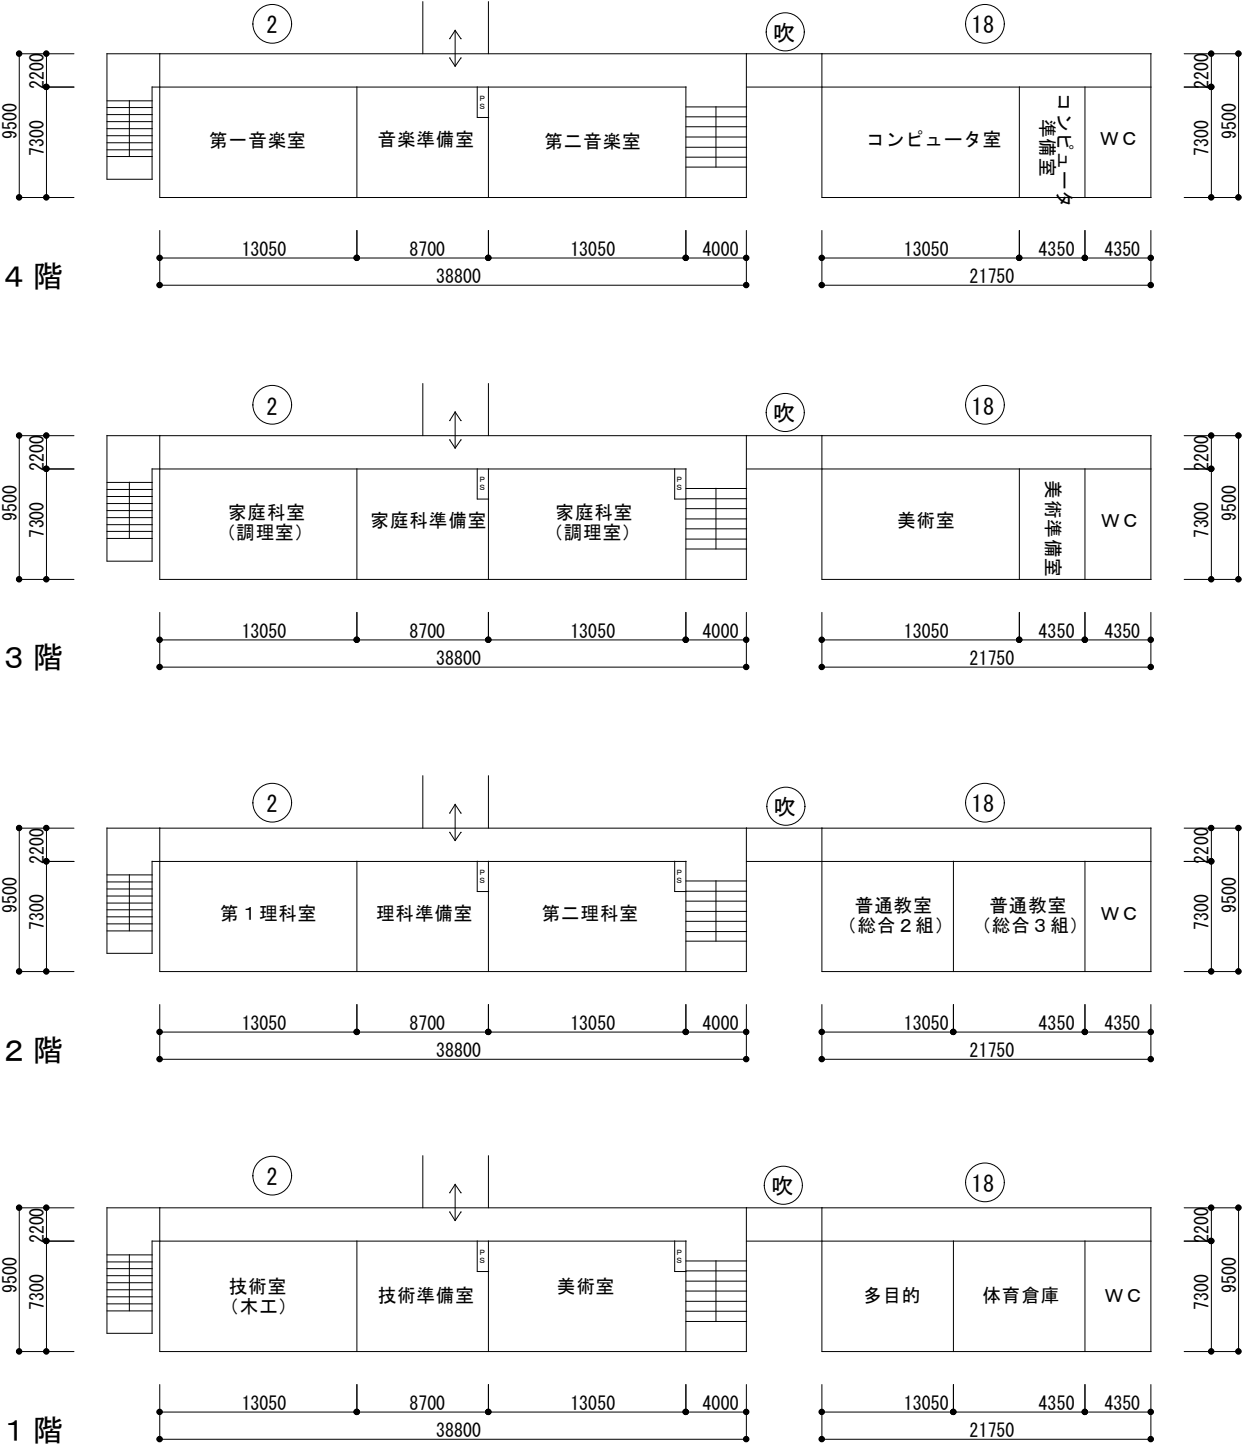 2
吹
18
2200
7300
9500
第一音楽室
音楽準備室
PS
第二音楽室
コンピュータ室
コンピュータ
準備室
WC
2200
7300
9500
13050
8700
13050
4000
13050
4350
4350
38800
21750
4階
2
吹
18
2200
7300
9500
家庭科室
(調理室)
家庭科準備室
PS
家庭科室
(調理室)
PS
美術室
美術準備室
WC
2200
7300
9500
13050
8700
13050
4000
13050
4350
4350
38800
21750
3階
2
吹
18
2200
7300
9500
第1理科室
理科準備室
PS
第二理科室
PS
普通教室
(総合2組)
普通教室
(総合3組)
WC
2200
7300
9500
13050
8700
13050
4000
13050
4350
4350
38800
21750
2階
2
吹
18
2200
7300
9500
技術室
(木工)
技術準備室
PS
美術室
PS
多目的
体育倉庫
WC
2200
7300
9500
13050
8700
13050
4000
13050
4350
4350
38800
21750
1階